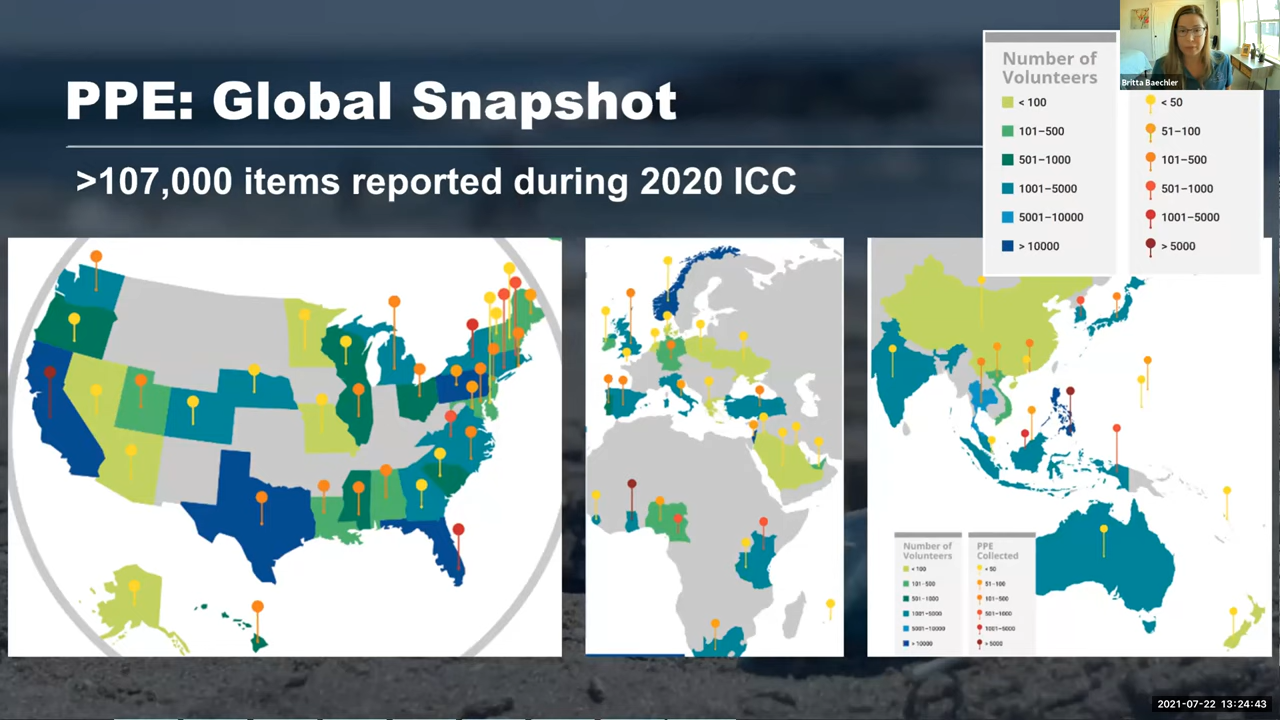 PPE: Global Snapshot
>107,000 items reported during 2020 ICC
Number of
Volunteers
< 100
101–500
501–1000
1001–5000
5001–10000
> 10000
< 50
51–100
101–500
501–1000
1001–5000
> 5000
Britta Baechler
Number of
Volunteers
< 100
101–500
501–1000
1001–5000
5001–10000
> 10000
PPE
Collected
< 50
51–100
101–500
501–1000
1001–5000
> 5000
2021-07-22 13:24:43